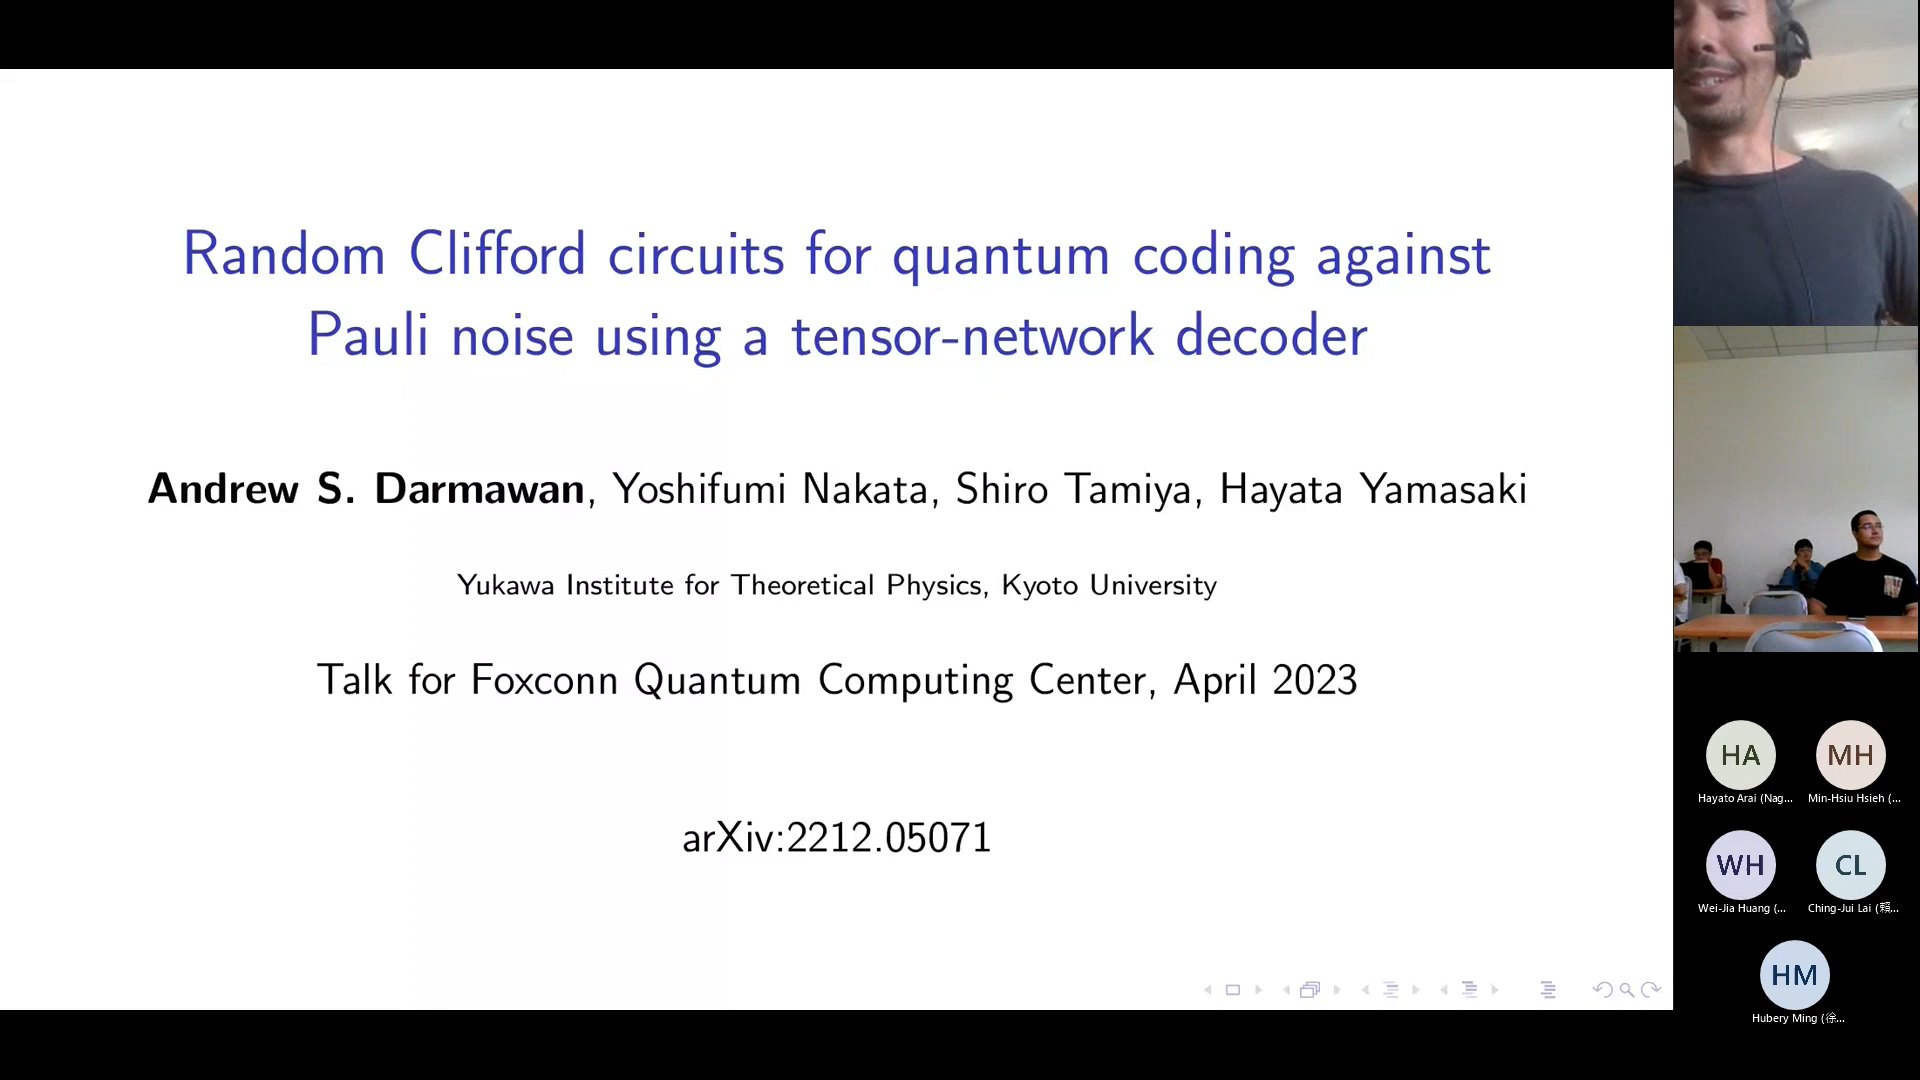 Random Clifford circuits for quantum coding against
Pauli noise using a tensor-network decoder
Andrew S. Darmawan, Yoshifumi Nakata, Shiro Tamiya, Hayata Yamasaki
Yukawa Institute for Theoretical Physics, Kyoto University
Talk for Foxconn Quantum Computing Center, April 2023
arXiv:2212.05071
HA MH
Hayato Arai (Nag... Min-Hsiu Hsieh (...
WH CL
Wei-Jia Huang (... Ching-Jui Lai (賴...
HM
Hubery Ming (徐...